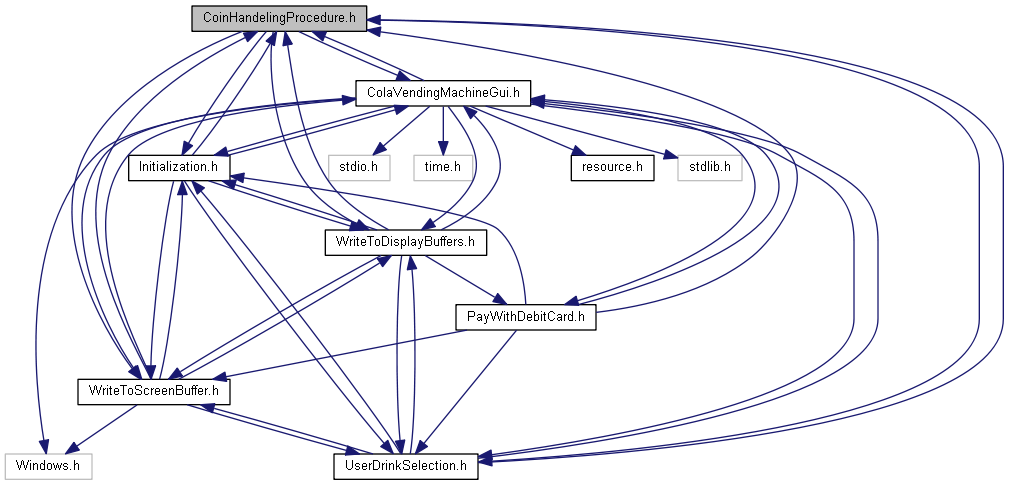 CoinHandelingProcedure.h
ColaVendingMachineGui.h
Initialization.h
stdio.h
time.h
resource.h
stdlib.h
WriteToDisplayBuffers.h
PayWithDebitCard.h
WriteToScreenBuffer.h
Windows.h
UserDrinkSelection.h